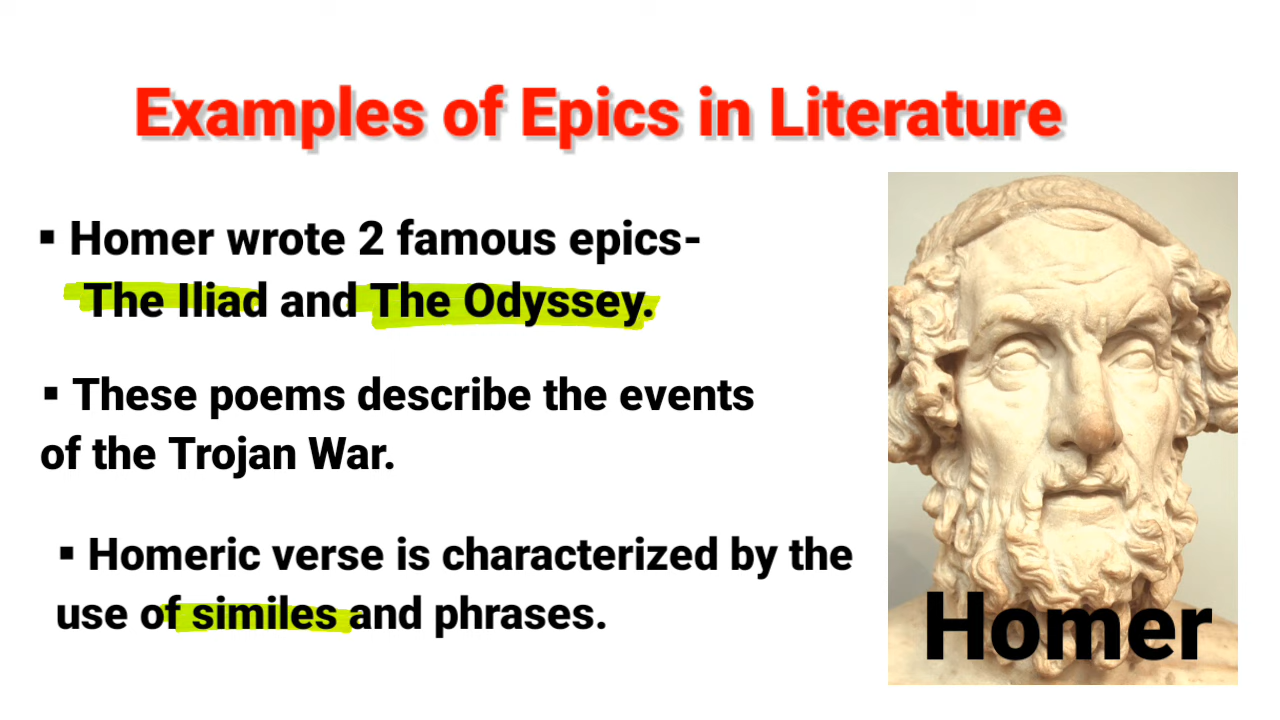 Examples of Epics in Literature
▪ Homer wrote 2 famous epics-
The Iliad and The Odyssey.
▪ These poems describe the events
of the Trojan War.
▪ Homeric verse is characterized by the
use of similes and phrases.
Homer